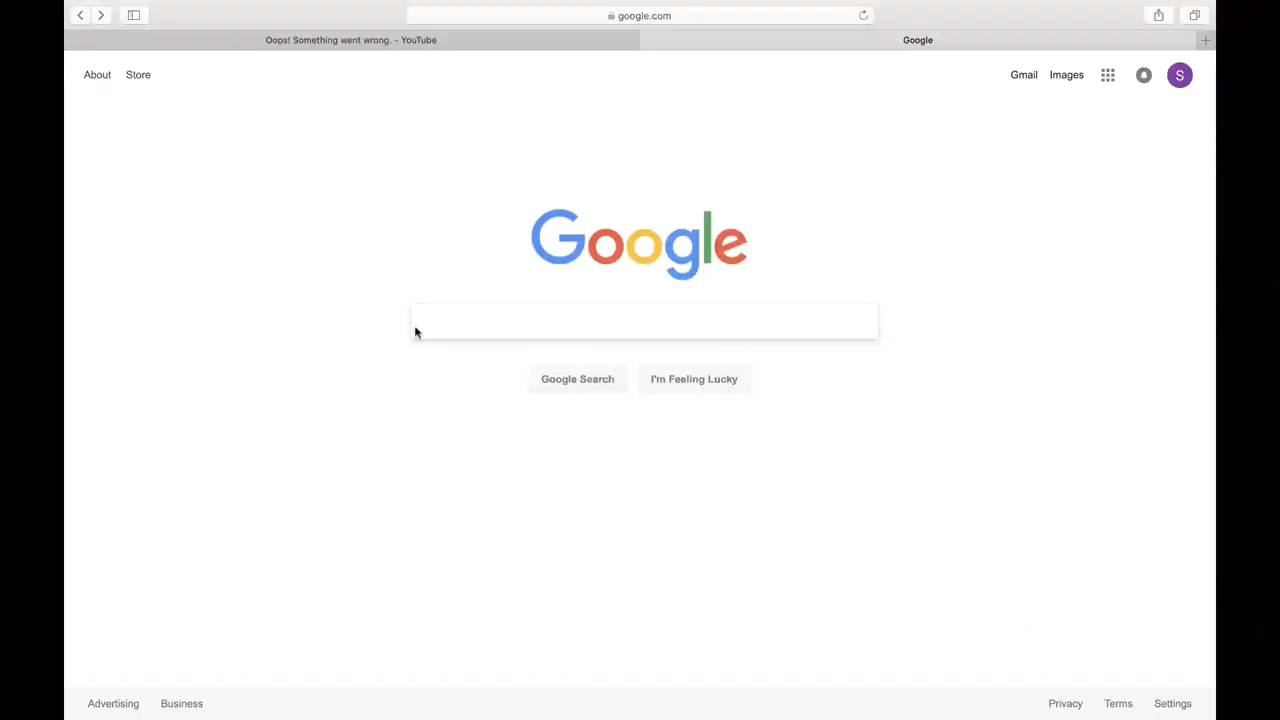 google.com
Oops! Something went wrong. - YouTube
Google
About Store
Gmail Images
S
Google
Google Search
I'm Feeling Lucky
Advertising Business
Privacy Terms Settings